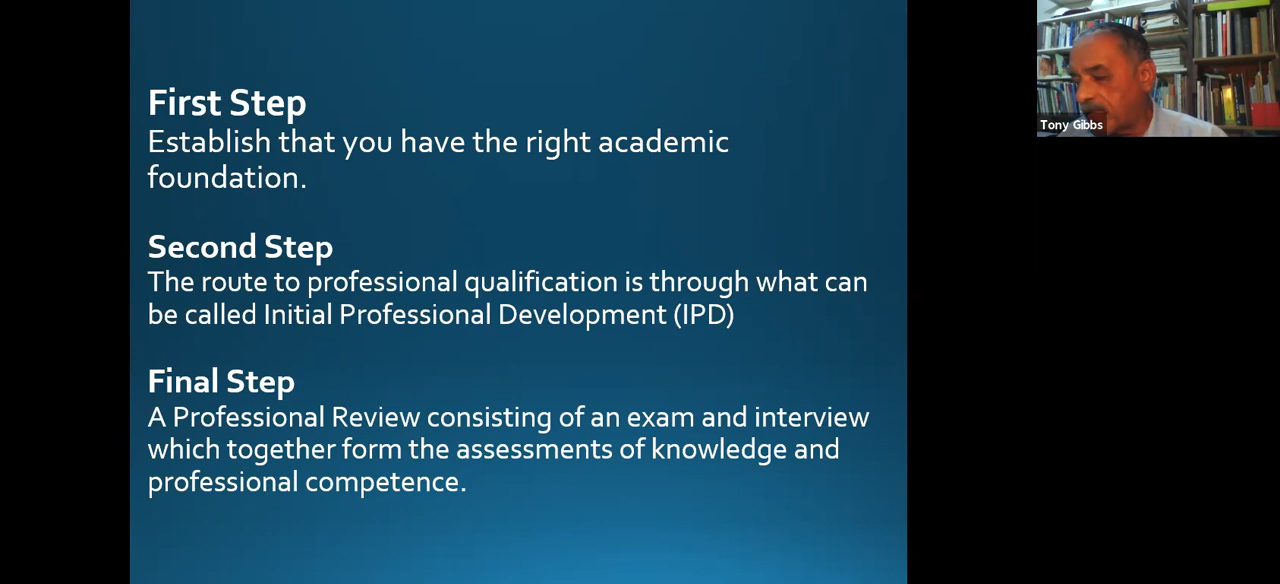 First Step
Establish that you have the right academic
foundation.
Second Step
The route to professional qualification is through what can
be called Initial Professional Development (IPD)
Final Step
A Professional Review consisting of an exam and interview
which together form the assessments of knowledge and
professional competence.
Tony Gibbs